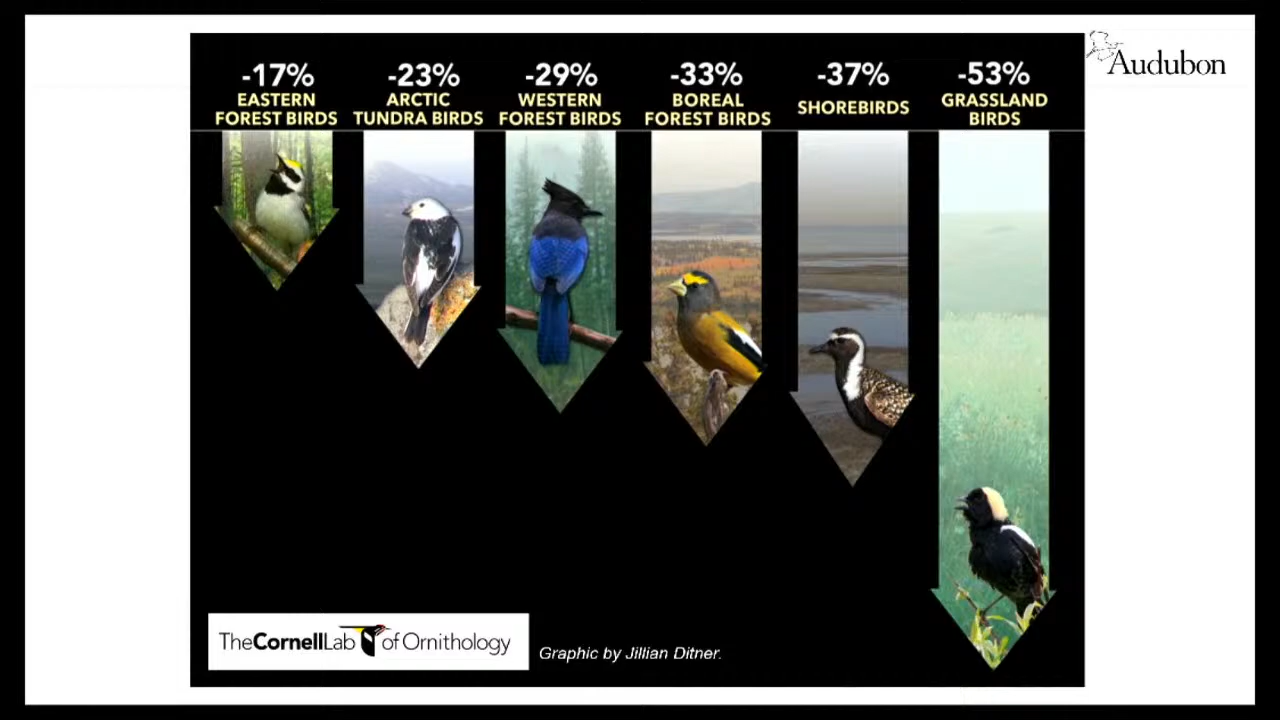 Audubon
-17%
EASTERN
FOREST BIRDS
-23%
ARCTIC
TUNDRA BIRDS
-29%
WESTERN
FOREST BIRDS
-33%
BOREAL
FOREST BIRDS
-37%
SHOREBIRDS
-53%
GRASSLAND
BIRDS
TheCornellLab of Ornithology
Graphic by Jillian Ditner.